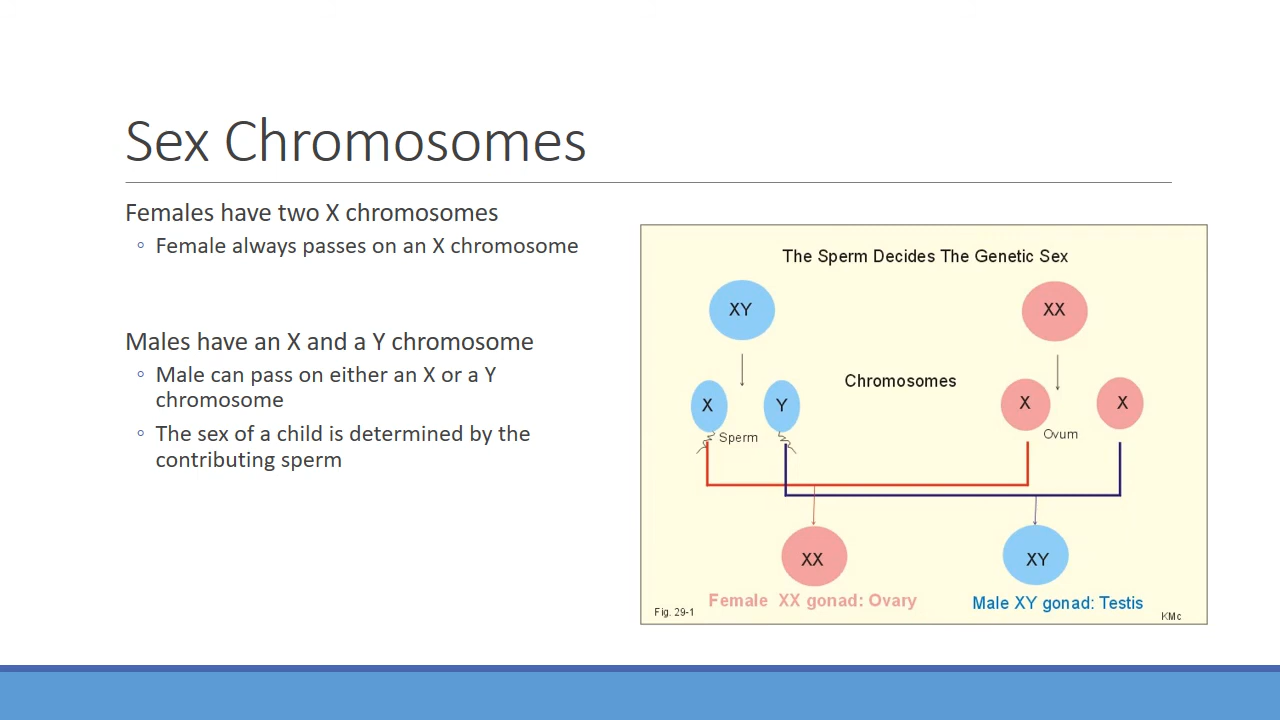 Sex Chromosomes
Females have two X chromosomes
◦ Female always passes on an X chromosome
Males have an X and a Y chromosome
◦ Male can pass on either an X or a Y
chromosome
◦ The sex of a child is determined by the
contributing sperm
The Sperm Decides The Genetic Sex
XY
XX
Chromosomes
X
Y
X
X
Sperm
Ovum
XX
XY
Female XX gonad: Ovary
Male XY gonad: Testis
Fig. 29-1
KMc